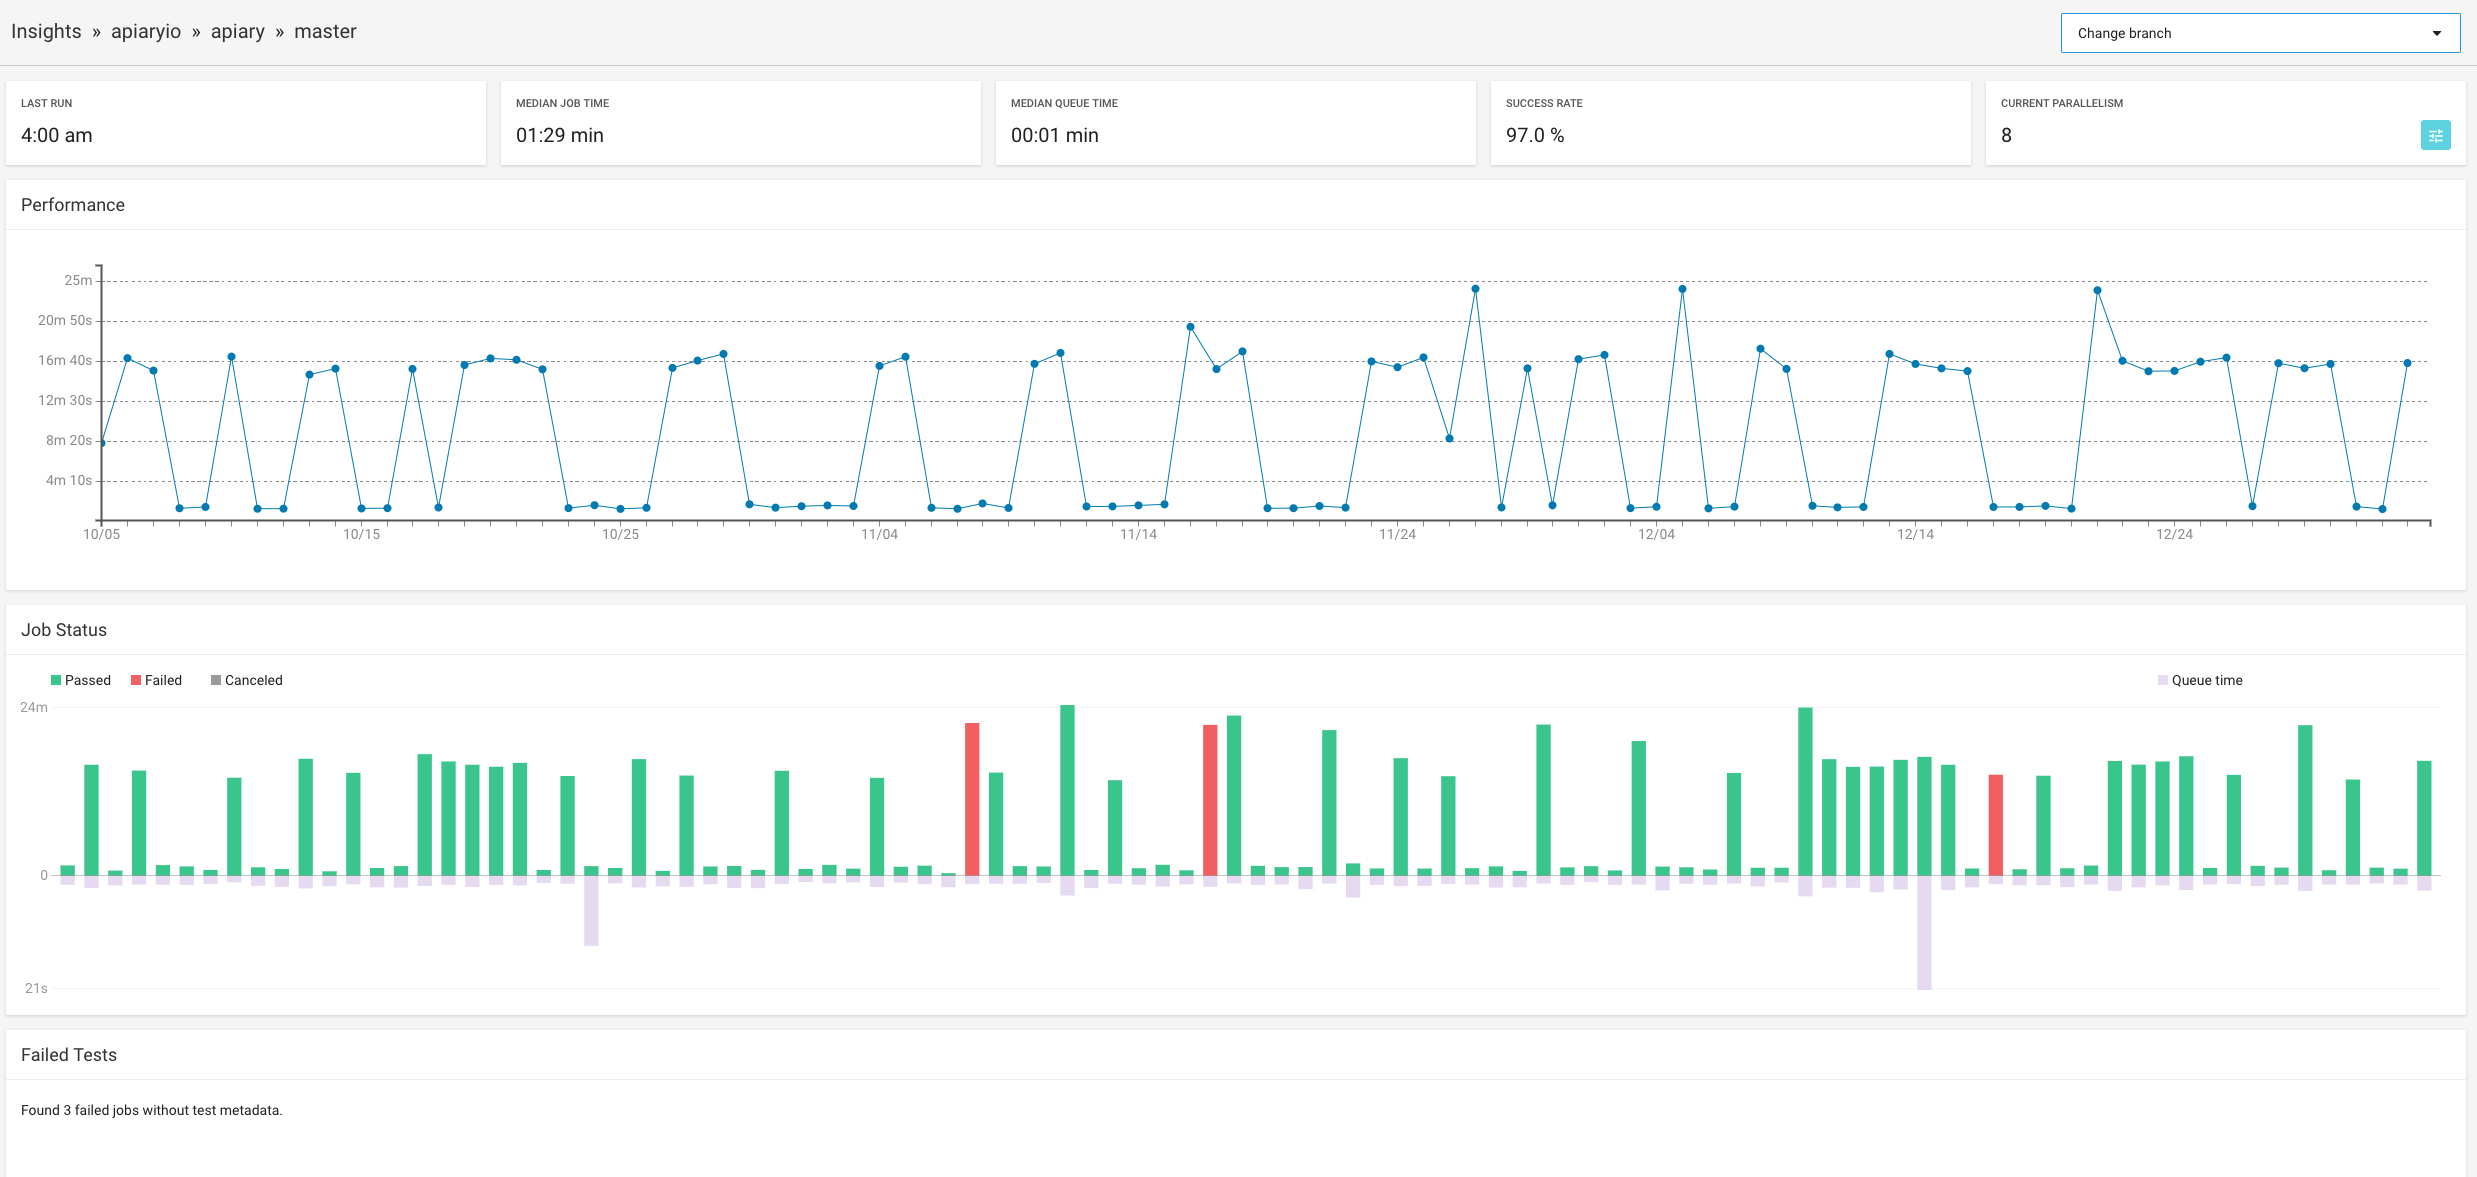 Insights » apiaryio » apiary » master
Change branch
LAST RUN
4:00 am
MEDIAN JOB TIME
01:29 min
MEDIAN QUEUE TIME
00:01 min
SUCCESS RATE
97.0 %
CURRENT PARALLELISM
8
Performance
25m
20m 50s
16m 40s
12m 30s
8m 20s
4m 10s
10/05 10/15 10/25 11/04 11/14 11/24 12/04 12/14 12/24
Job Status
Passed Failed Canceled Queue time
24m
0
21s
Failed Tests
Found 3 failed jobs without test metadata.